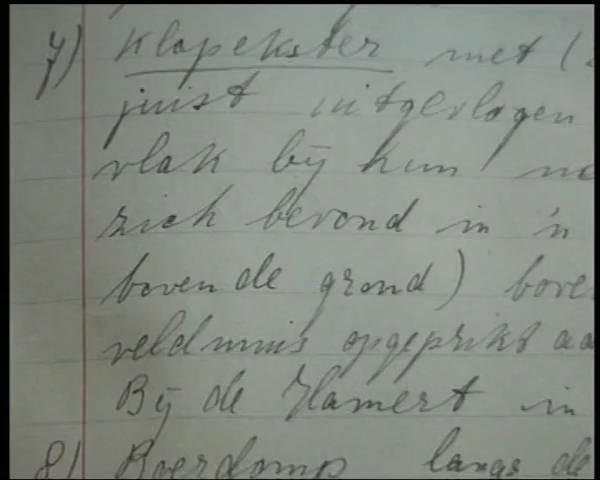 7) Klapekster met (
juist uitgevlogen
vlak bij hun
zich bevond in 'n
boven de grond) bove
veldmuis opgeprikt aa
Bij de Hamert in
8) Roerdomp langs de